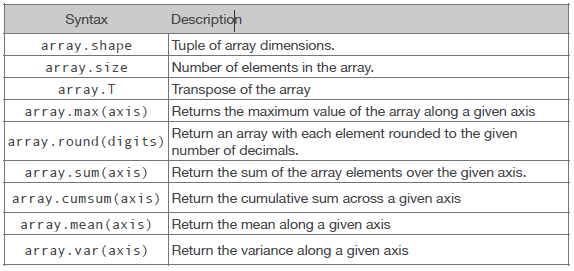 Syntax Description
array.shape Tuple of array dimensions.
array.size Number of elements in the array.
array.T Transpose of the array
array.max(axis) Returns the maximum value of the array along a given axis
array.round(digits) Return an array with each element rounded to the given
number of decimals.
array.sum(axis) Return the sum of the array elements over the given axis.
array.cumsum(axis) Return the cumulative sum across a given axis
array.mean(axis) Return the mean along a given axis
array.var(axis) Return the variance along a given axis